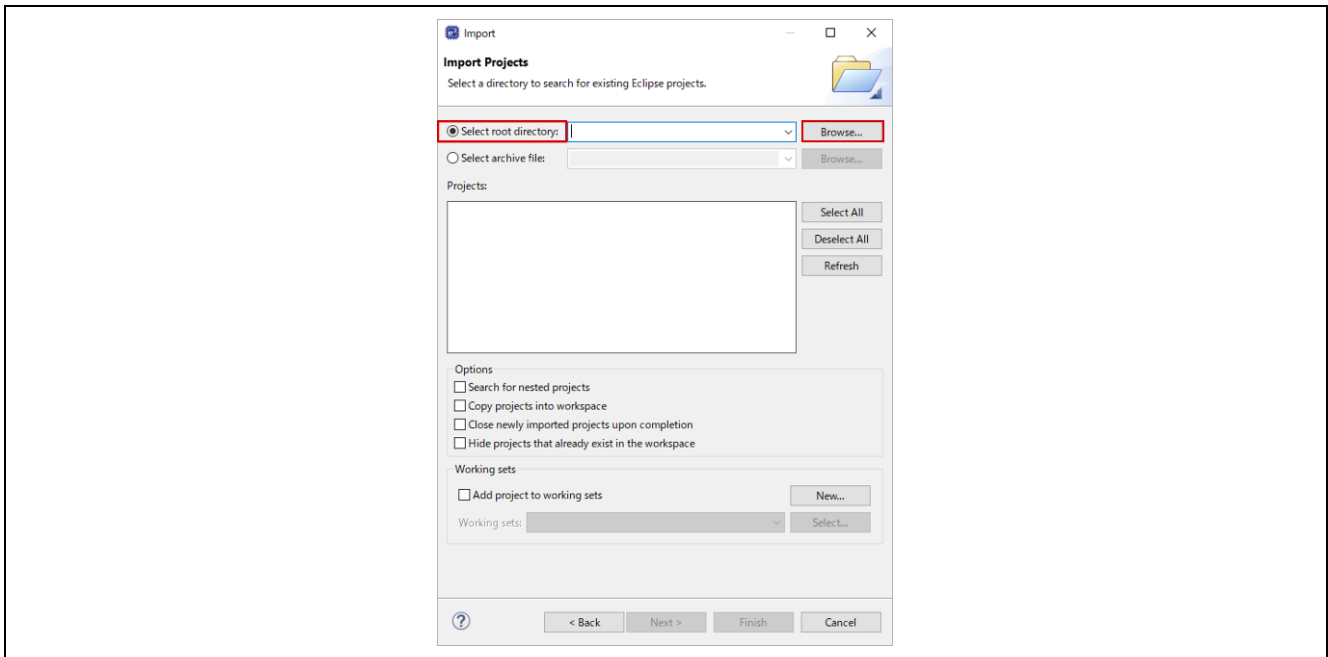 Import
Import Projects
Select a directory to search for existing Eclipse projects.
Select root directory: Browse...
Select archive file: Browse...
Projects:
Select All
Deselect All
Refresh
Options
Search for nested projects
Copy projects into workspace
Close newly imported projects upon completion
Hide projects that already exist in the workspace
Working sets
Add project to working sets New...
Working sets: Select...
? < Back Next > Finish Cancel